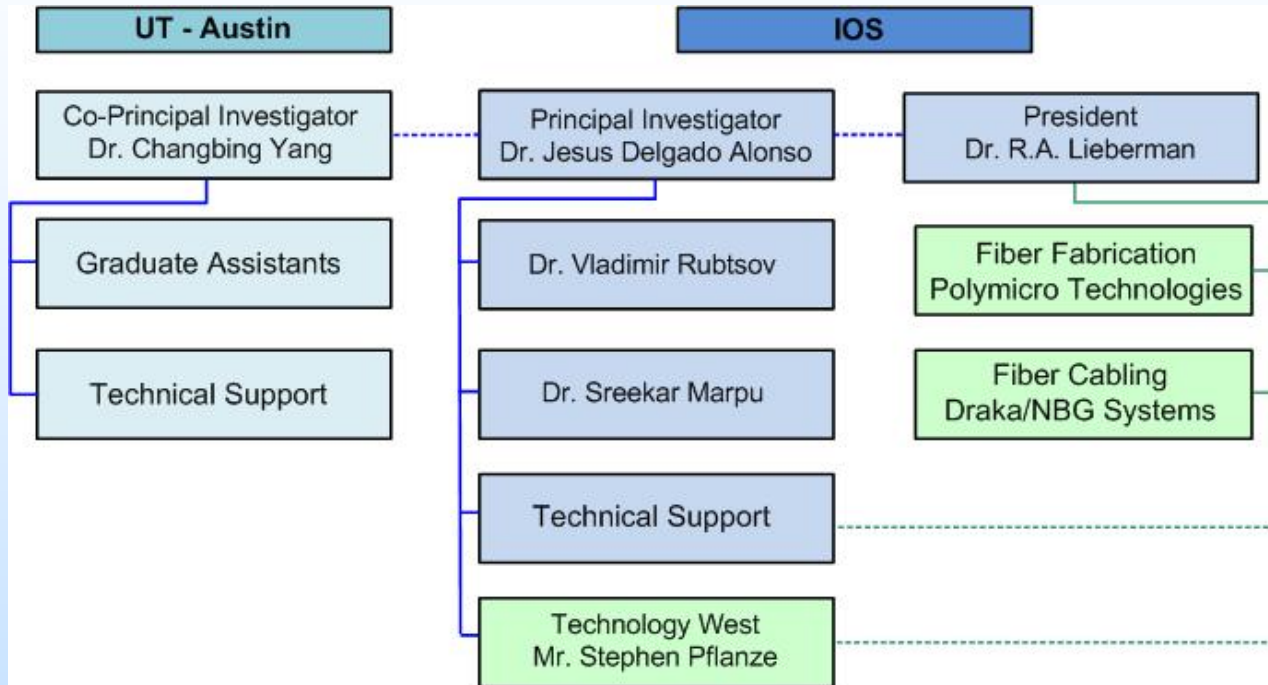 UT - Austin
IOS
Co-Principal Investigator
Dr. Changbing Yang
Principal Investigator
Dr. Jesus Delgado Alonso
President
Dr. R.A. Lieberman
Graduate Assistants
Dr. Vladimir Rubtsov
Fiber Fabrication
Polymicro Technologies
Technical Support
Dr. Sreekar Marpu
Fiber Cabling
Draka/NBG Systems
Technical Support
Technology West
Mr. Stephen Pflanze